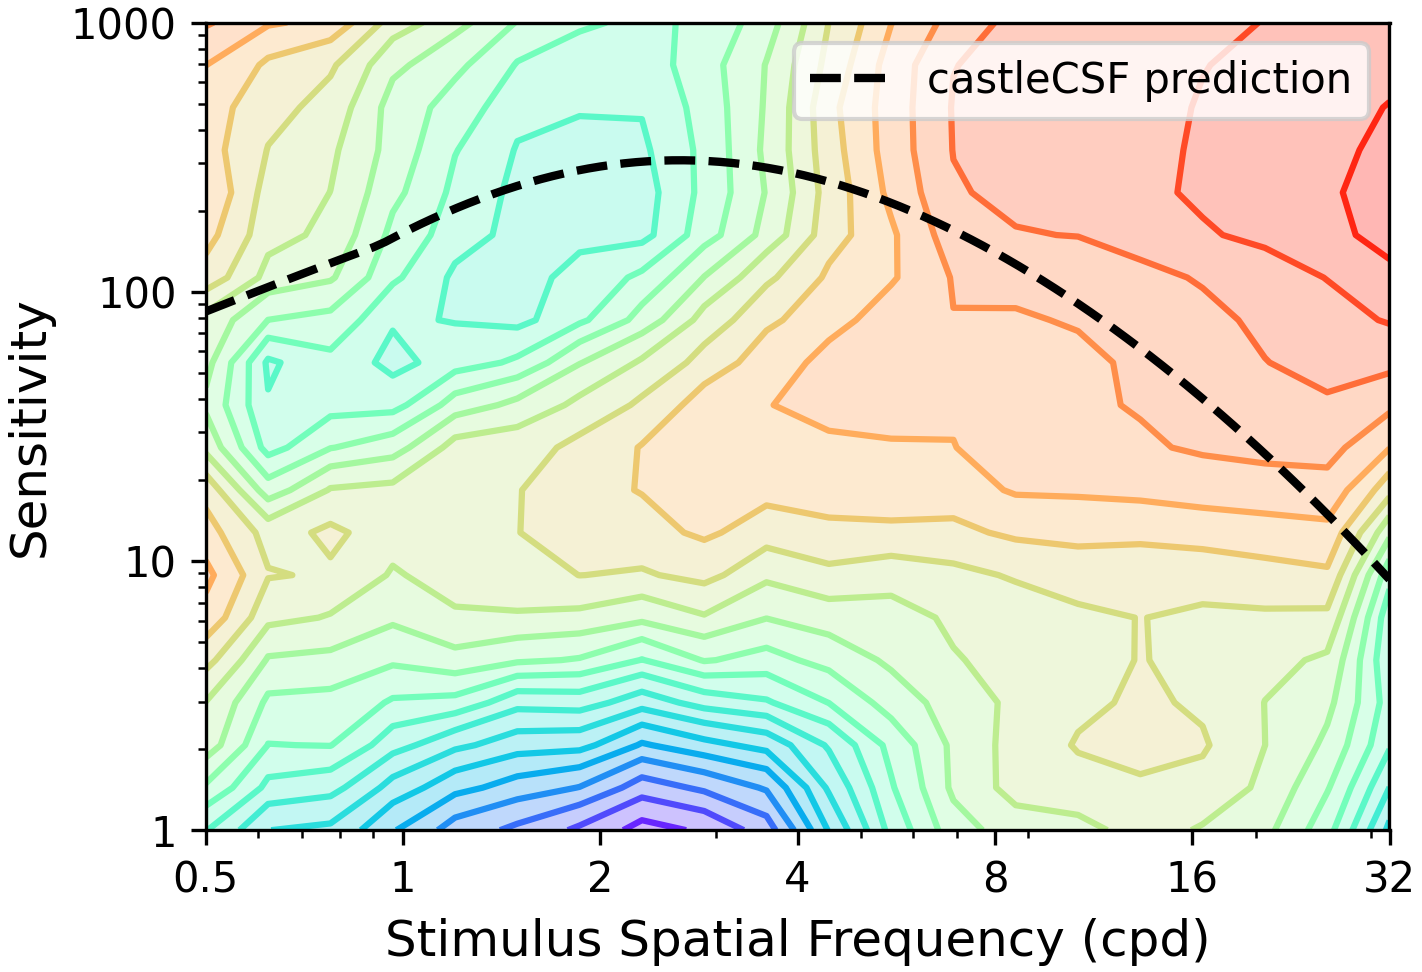 1000
100
10
1
Sensitivity
castleCSF prediction
0.5 1 2 4 8 16 32
Stimulus Spatial Frequency (cpd)